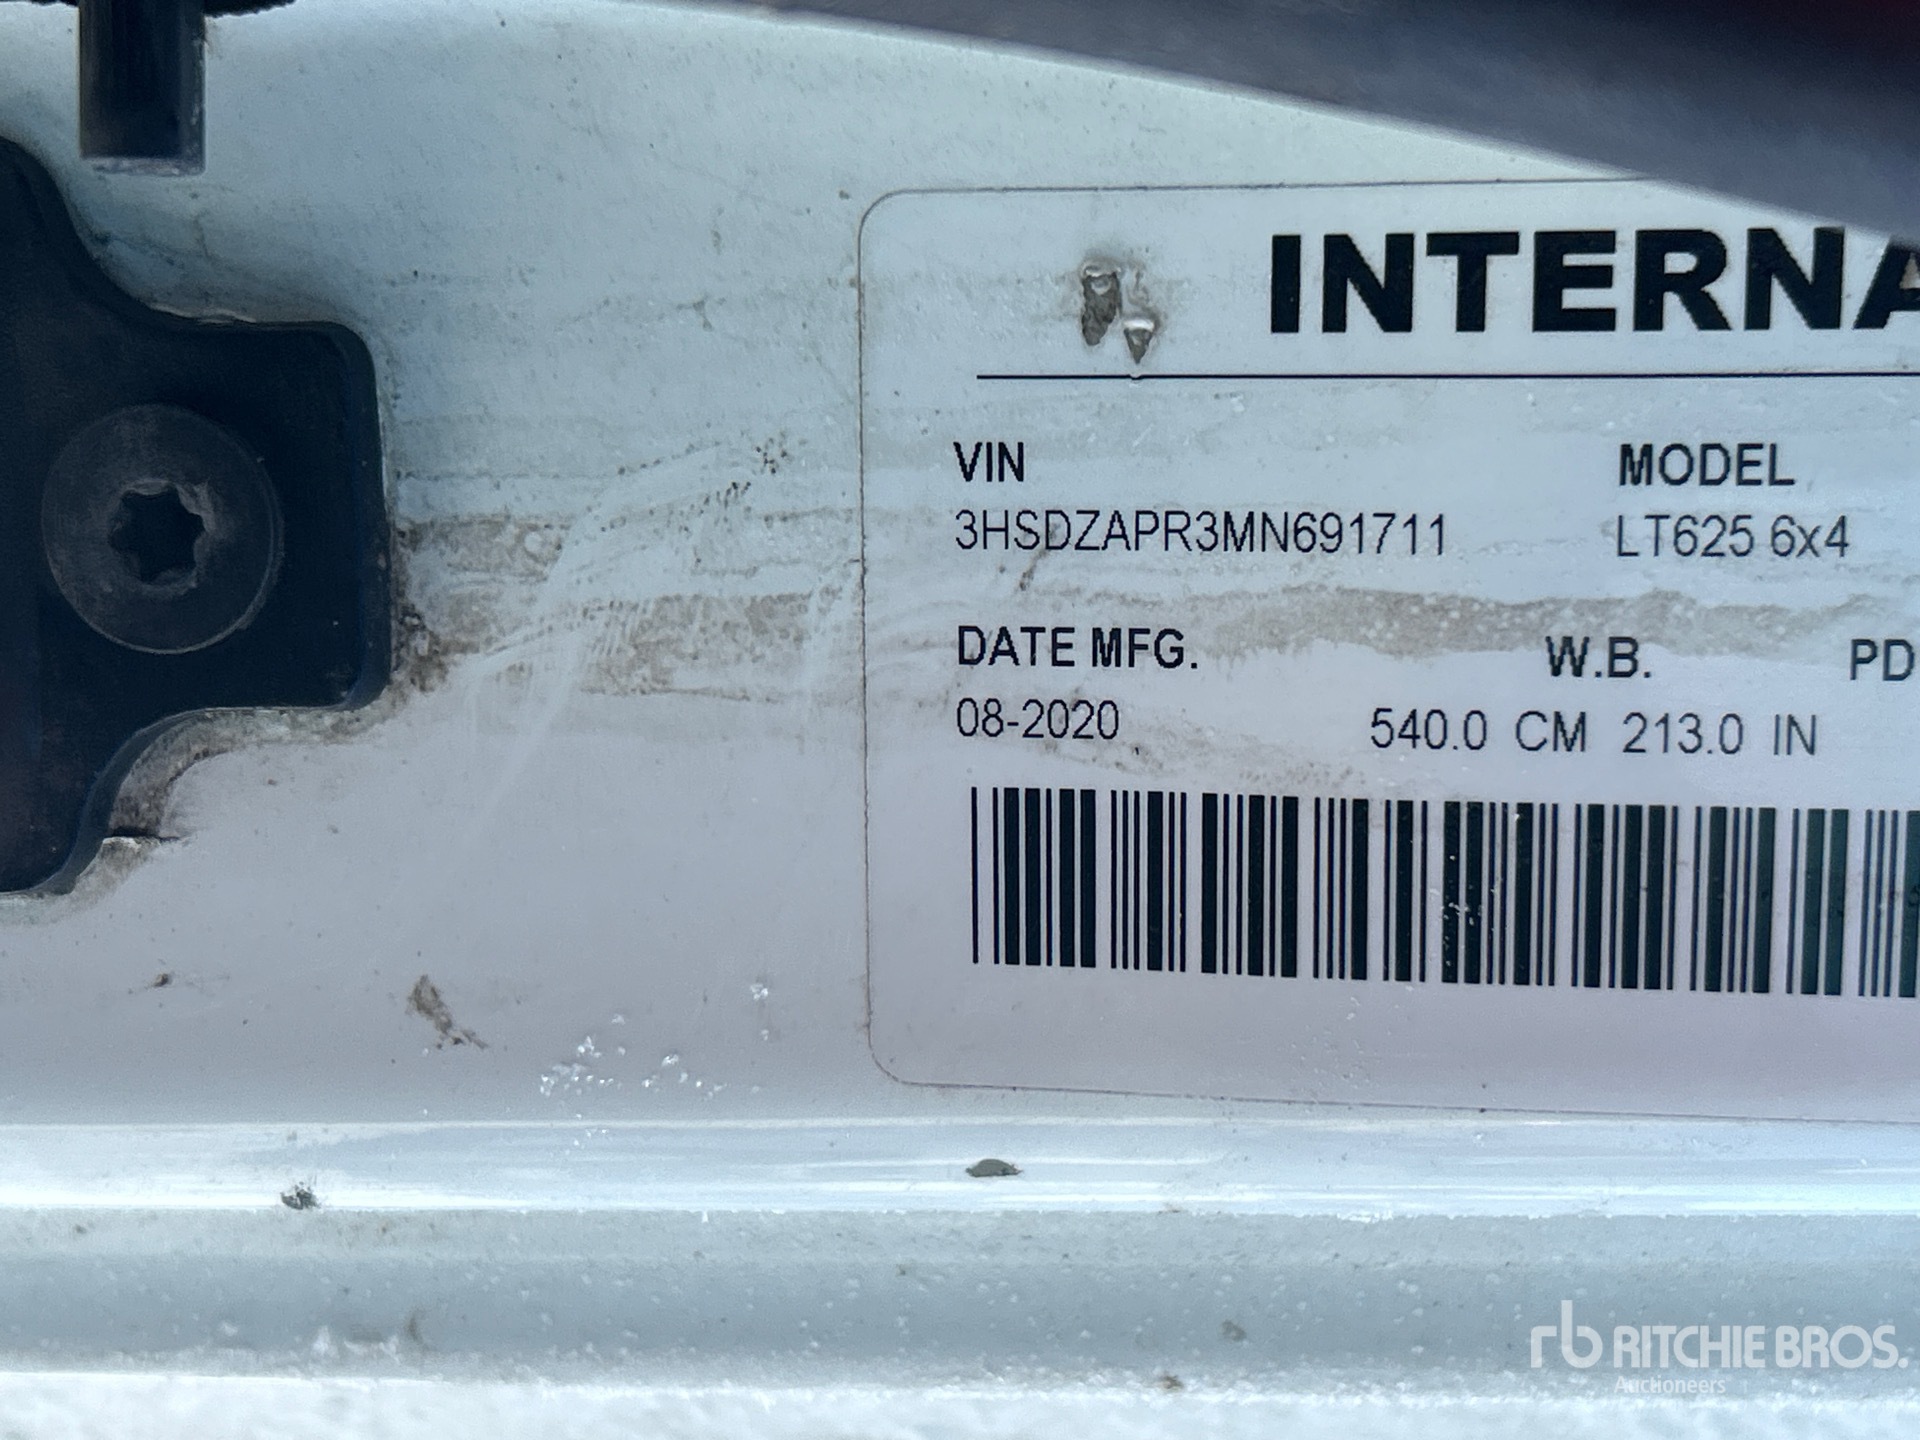 INTERNA
VIN MODEL
3HSDZAPR3MN691711 LT625 6x4
DATE MFG. W.B. PD
08-2020 540.0 CM 213.0 IN
rb RITCHIE BROS.
Auctioneers